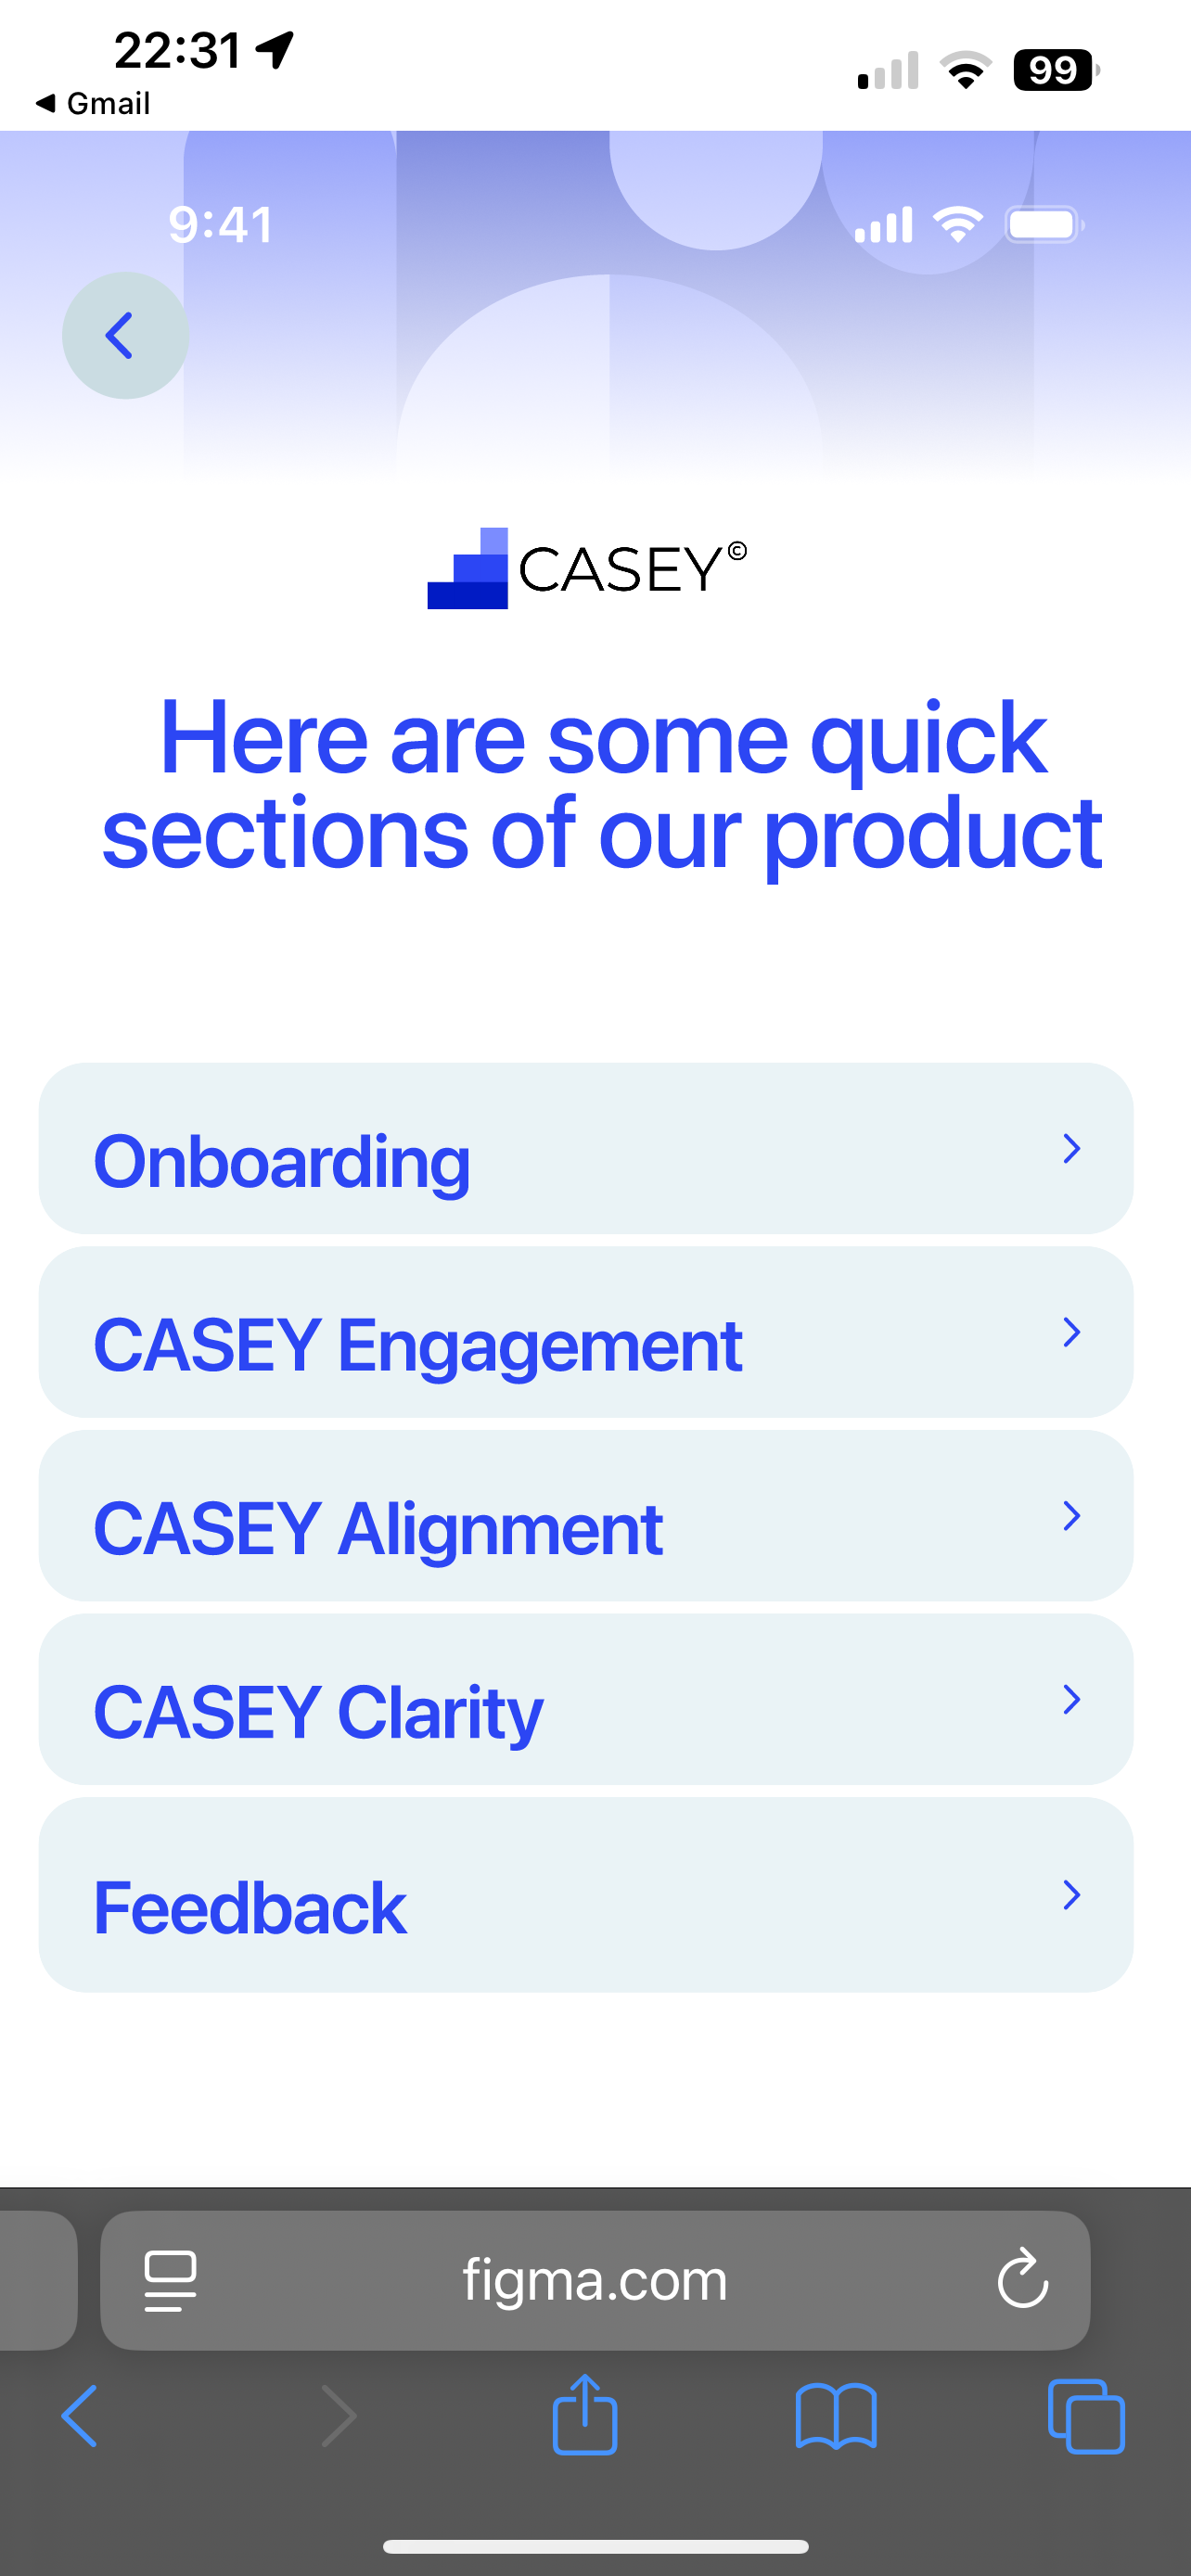 22:31
Gmail
99
9:41
CASEY©
Here are some quick
sections of our product
Onboarding
CASEY Engagement
CASEY Alignment
CASEY Clarity
Feedback
figma.com